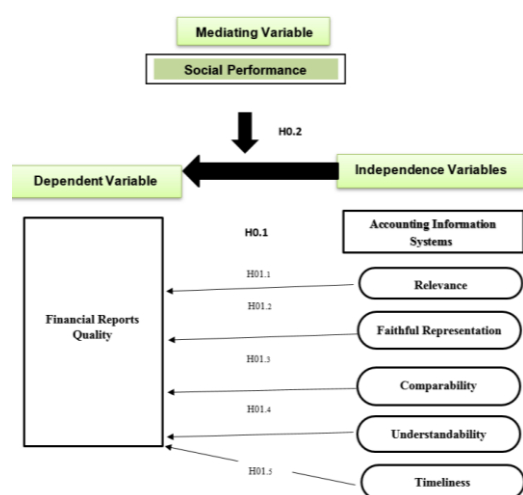 Mediating Variable
Social Performance
H0.2
Dependent Variable
Independence Variables
H0.1
Accounting Information
Systems
H01.1
Relevance
H01.2
Financial Reports
Quality
Faithful Representation
H01.3
Comparability
H01.4
Understandability
H01.5
Timeliness